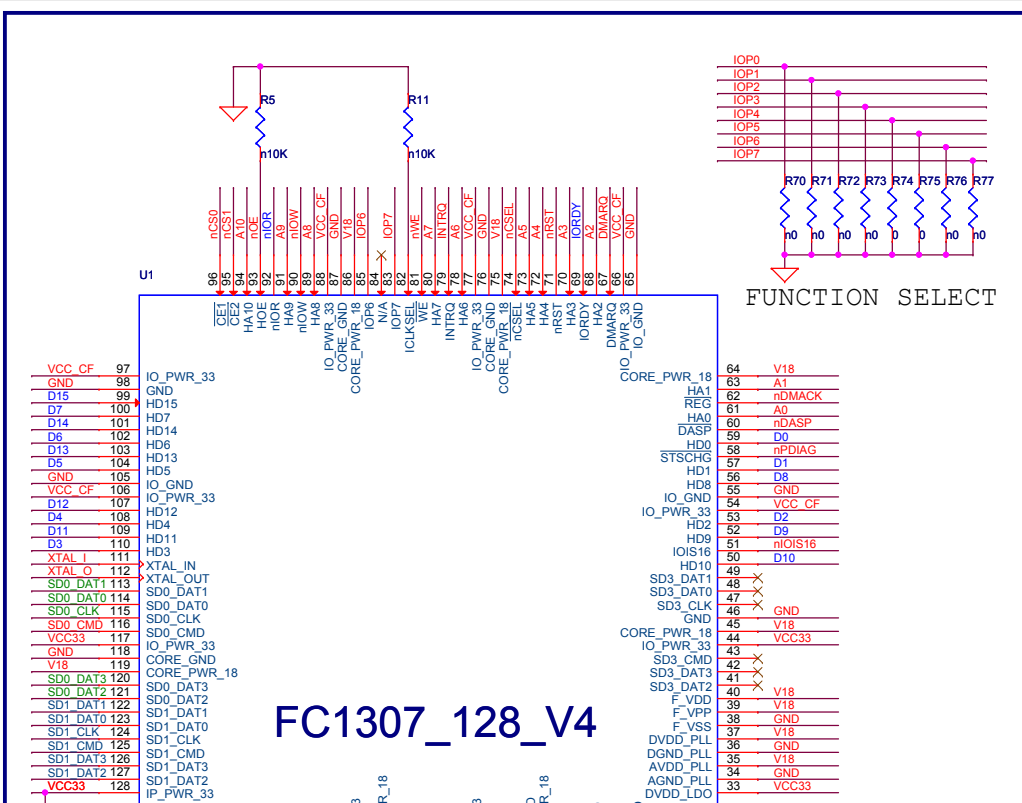 IOP0
IOP1
IOP2
IOP3
IOP4
IOP5
IOP6
IOP7
R5 R11
n10K n10K
R70 R71 R72 R73 R74 R75 R76 R77
n0 n0 n0 n0 0 0 n0 n0
FUNCTION SELECT
nCS0 nCS1 A10 nOE nIOR A9 nIOW A8 VCC_CF GND V18 IOP6 IOP7 nWE A7 INTRQ A6 VCC_CF GND V18 nCSEL A5 A4 nRST A3 IORDY A2 DMARQ VCC_CF GND
96 95 94 93 92 91 90 89 88 87 86 85 84 83 82 81 80 79 78 77 76 75 74 73 72 71 70 69 68 67 66 65
U1
CE1 CE2 HA10 HOE nIOR HA9 nIOW HA8 IO_PWR_33 CORE_GND CORE_PWR_18 IOP6 N/A IOP7 ICLKSEL WE HA7 INTRQ HA6 IO_PWR_33 CORE_GND CORE_PWR_18 nCSEL HA5 HA4 nRST HA3 IORDY HA2 DMARQ IO_PWR_33 IO_GND
VCC_CF 97 IO_PWR_33
GND 98 GND
D15 99 HD15
D7 100 HD7
D14 101 HD14
D6 102 HD6
D13 103 HD13
D5 104 HD5
GND 105 IO_GND
VCC_CF 106 IO_PWR_33
D12 107 HD12
D4 108 HD4
D11 109 HD11
D3 110 HD3
XTAL_I 111 XTAL_IN
XTAL_O 112 XTAL_OUT
SD0_DAT1 113 SD0_DAT1
SD0_DAT0 114 SD0_DAT0
SD0_CLK 115 SD0_CLK
SD0_CMD 116 SD0_CMD
VCC33 117 IO_PWR_33
GND 118 CORE_GND
V18 119 CORE_PWR_18
SD0_DAT3 120 SD0_DAT3
SD0_DAT2 121 SD0_DAT2
SD1_DAT1 122 SD1_DAT1
SD1_DAT0 123 SD1_DAT0
SD1_CLK 124 SD1_CLK
SD1_CMD 125 SD1_CMD
SD1_DAT3 126 SD1_DAT3
SD1_DAT2 127 SD1_DAT2
VCC33 128 IP_PWR_33
FC1307_128_V4
CORE_PWR_18 64 V18
HA1 63 A1
REG 62 nDMACK
HA0 61 A0
DASP 60 nDASP
HD0 59 D0
STSCHG 58 nPDIAG
HD1 57 D1
HD8 56 D8
IO_GND 55 GND
IO_PWR_33 54 VCC_CF
HD2 53 D2
HD9 52 D9
IOIS16 51 nIOIS16
HD10 50 D10
SD3_DAT1 49
SD3_DAT0 48
SD3_CLK 47
GND 46 GND
CORE_PWR_18 45 V18
IO_PWR_33 44 VCC33
SD3_CMD 43
SD3_DAT3 42
SD3_DAT2 41
F_VDD 40 V18
F_VPP 39 V18
F_VSS 38 GND
DVDD_PLL 37 V18
DGND_PLL 36 GND
AVDD_PLL 35 V18
AGND_PLL 34 GND
DVDD_LDO 33 VCC33